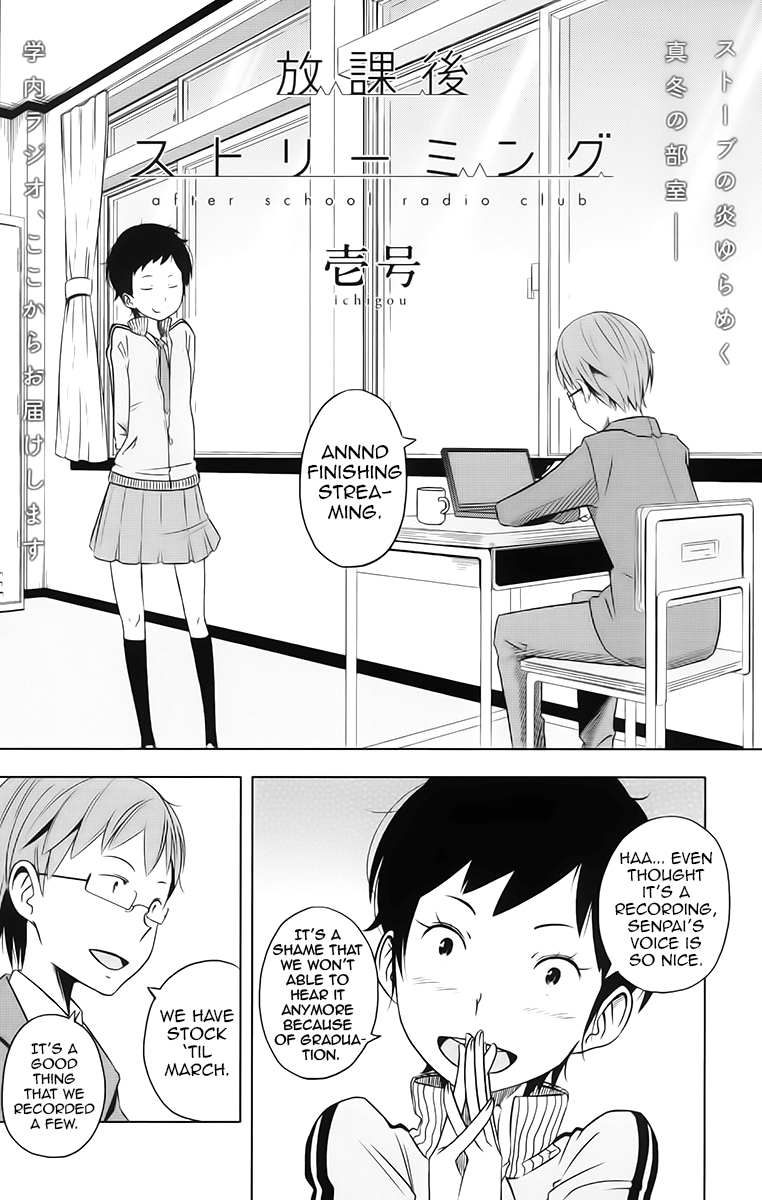 ストーブの炎ゆらめく
真冬の部室――
放課後
ストリーミング
after school radio club
壱号
ichigou
学内ラジオ、ここからお届けします
ANNND
FINISHING
STREA-
MING.
HAA... EVEN
THOUGHT
IT'S A
RECORDING,
SENPAI'S
VOICE IS
SO NICE.
IT'S A
SHAME THAT
WE WON'T
ABLE TO
HEAR IT
ANYMORE
BECAUSE
OF GRADUA-
TION.
WE HAVE
STOCK
'TIL
MARCH.
IT'S A
GOOD
THING
THAT WE
RECORDED
A FEW.